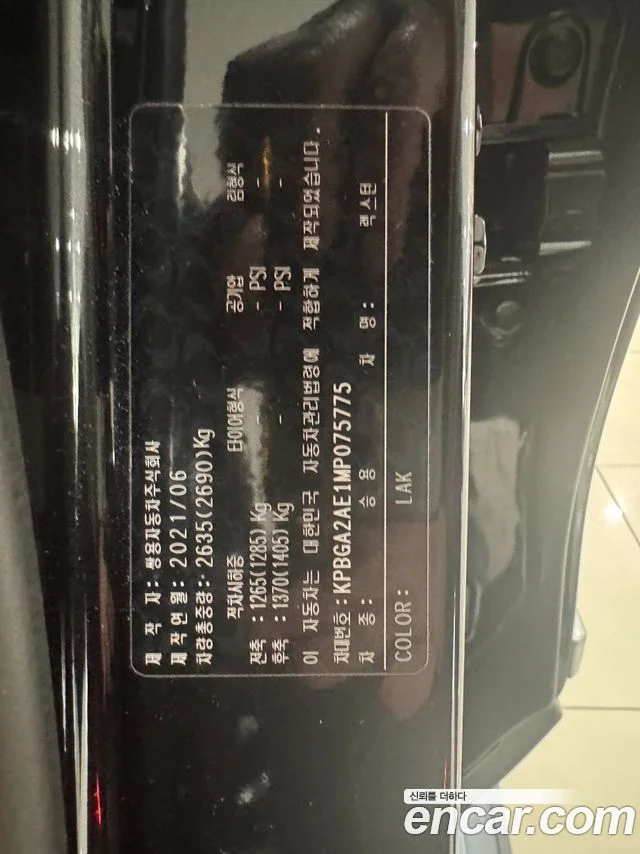 제 작 자 : 쌍용자동차주식회사
제작연월 : 2021/06
차량총중량: 2635(2690)Kg
적차시하중 타이어형식 공기압 림형식
전축 : 1265(1285) Kg - - PSI -
후축 : 1370(1405) Kg - - PSI -
이 자동차는 대한민국 자동차관리법령에 적합하게 제작되었습니다.
차대번호 : KPBGA2AE1MP075775
차 종 : 승 용 차 명 : 렉스턴
COLOR : LAK
신뢰를 더하다
encar.com